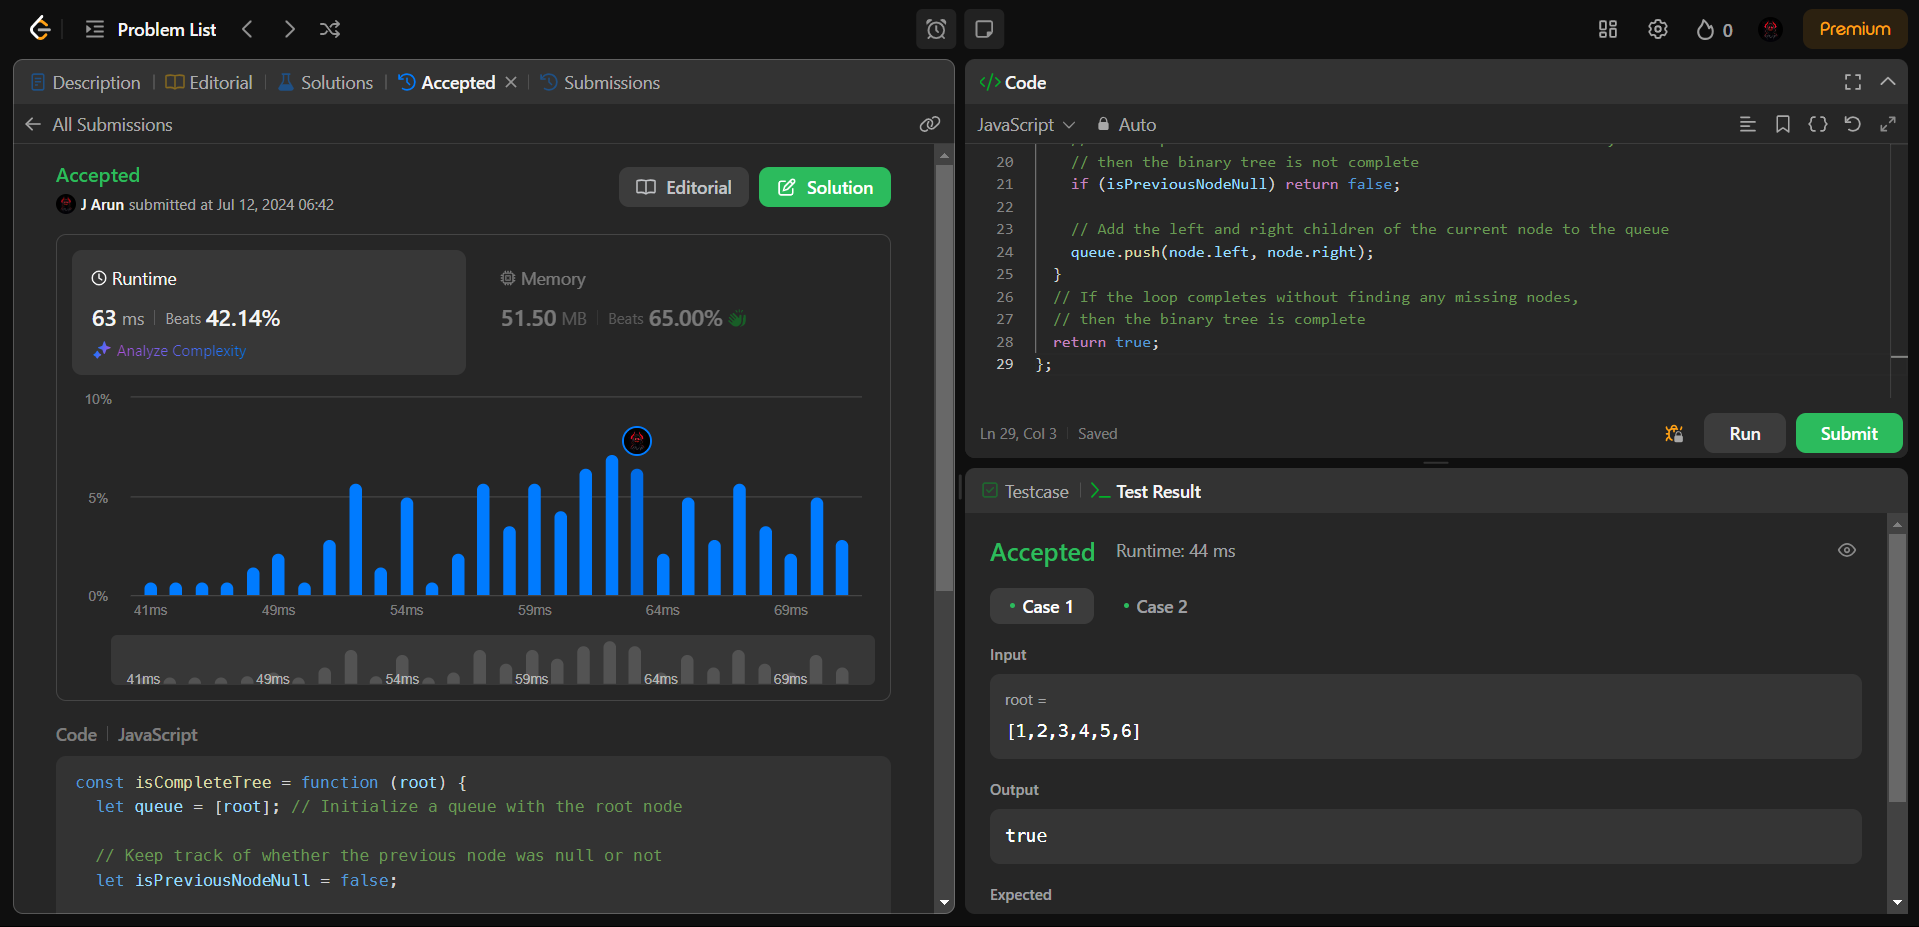 Problem List
0
Premium
Description
Editorial
Solutions
Accepted
Submissions
All Submissions
Accepted
J Arun submitted at Jul 12, 2024 06:42
Editorial
Solution
Runtime
63 ms
Beats 42.14%
Analyze Complexity
Memory
51.50 MB
Beats 65.00%
10%
5%
0%
41ms 49ms 54ms 59ms 64ms 69ms
41ms 49ms 54ms 59ms 64ms 69ms
Code
JavaScript
const isCompleteTree = function (root) {
let queue = [root]; // Initialize a queue with the root node
// Keep track of whether the previous node was null or not
let isPreviousNodeNull = false;
</> Code
JavaScript
Auto
20 // then the binary tree is not complete
21 if (isPreviousNodeNull) return false;
22
23 // Add the left and right children of the current node to the queue
24 queue.push(node.left, node.right);
25 }
26 // If the loop completes without finding any missing nodes,
27 // then the binary tree is complete
28 return true;
29 };
Ln 29, Col 3
Saved
Run
Submit
Testcase
Test Result
Accepted
Runtime: 44 ms
Case 1
Case 2
Input
root =
[1,2,3,4,5,6]
Output
true
Expected